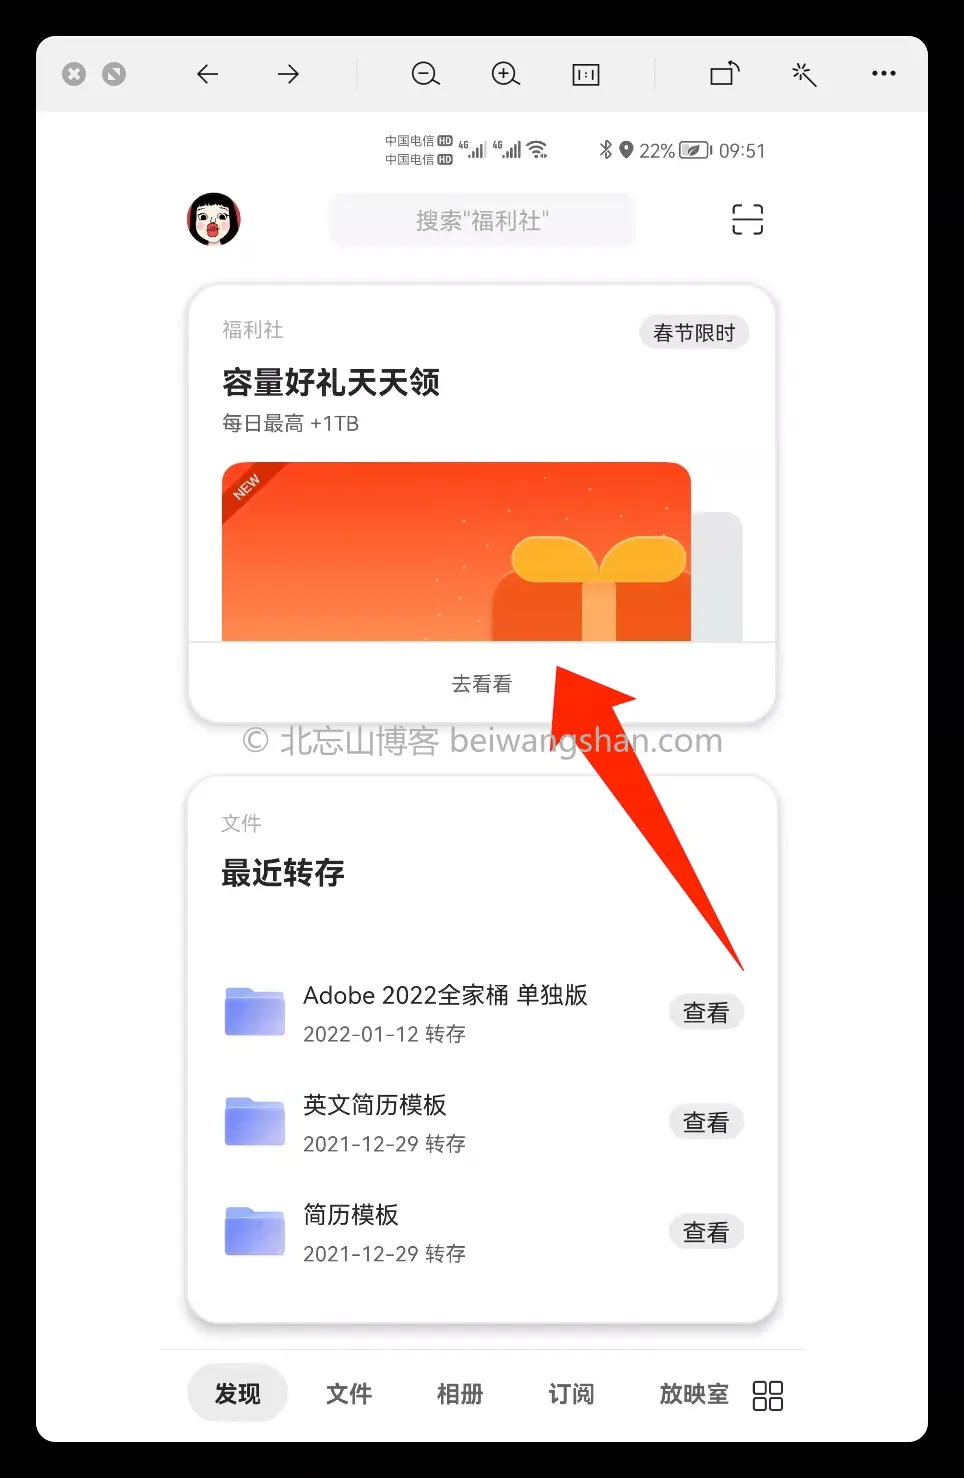 中国电信 HD 4G 4G 22% 09:51
中国电信 HD
搜索"福利社"
福利社
春节限时
容量好礼天天领
每日最高 +1TB
NEW
去看看
© 北忘山博客 beiwangshan.com
文件
最近转存
Adobe 2022全家桶 单独版
2022-01-12 转存
查看
英文简历模板
2021-12-29 转存
查看
简历模板
2021-12-29 转存
查看
发现 文件 相册 订阅 放映室